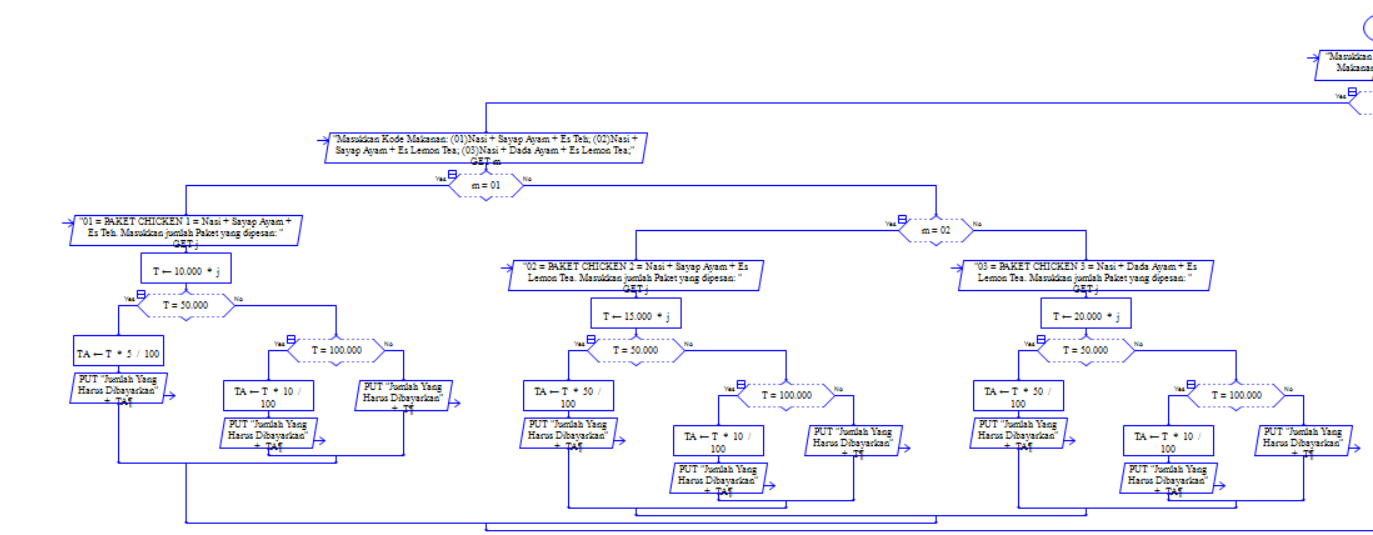 "Masukkan
Makanan
Yes
"Masukkan Kode Makanan: (01)Nasi + Sayap Ayam + Es Teh; (02)Nasi +
Sayap Ayam + Es Lemon Tea; (03)Nasi + Dada Ayam + Es Lemon Tea;"
GET m
Yes
m = 01
No
"01 = PAKET CHICKEN 1 = Nasi + Sayap Ayam +
Es Teh. Masukkan jumlah Paket yang dipesan: "
GET j
T ← 10.000 * j
Yes
T = 50.000
No
TA ← T * 5 / 100
PUT "Jumlah Yang
Harus Dibayarkan"
+ TA¶
Yes
T = 100.000
No
TA ← T * 10 /
100
PUT "Jumlah Yang
Harus Dibayarkan"
+ TA¶
PUT "Jumlah Yang
Harus Dibayarkan"
+ T¶
Yes
m = 02
No
"02 = PAKET CHICKEN 2 = Nasi + Sayap Ayam + Es
Lemon Tea. Masukkan jumlah Paket yang dipesan: "
GET j
T ← 15.000 * j
Yes
T = 50.000
No
TA ← T * 50 /
100
PUT "Jumlah Yang
Harus Dibayarkan"
+ TA¶
Yes
T = 100.000
No
TA ← T * 10 /
100
PUT "Jumlah Yang
Harus Dibayarkan"
+ TA¶
PUT "Jumlah Yang
Harus Dibayarkan"
+ T¶
"03 = PAKET CHICKEN 3 = Nasi + Dada Ayam + Es
Lemon Tea. Masukkan jumlah Paket yang dipesan: "
GET j
T ← 20.000 * j
Yes
T = 50.000
No
TA ← T * 50 /
100
PUT "Jumlah Yang
Harus Dibayarkan"
+ TA¶
Yes
T = 100.000
No
TA ← T * 10 /
100
PUT "Jumlah Yang
Harus Dibayarkan"
+ TA¶
PUT "Jumlah Yang
Harus Dibayarkan"
+ T¶